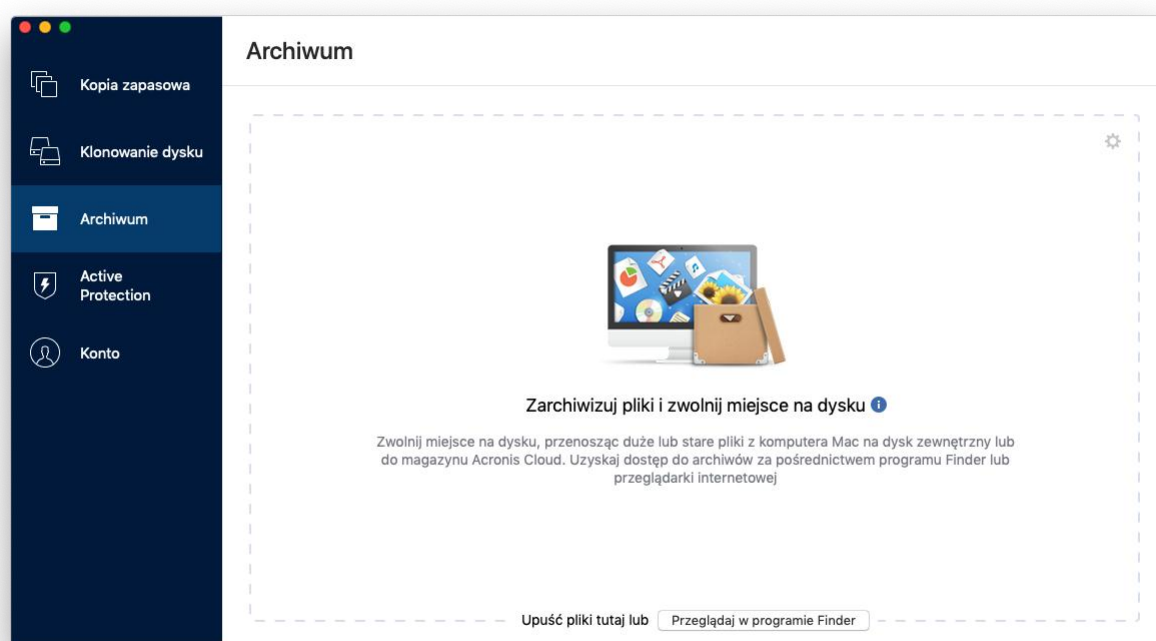 Archiwum
Kopia zapasowa
Klonowanie dysku
Archiwum
Active
Protection
Konto
Zarchiwizuj pliki i zwolnij miejsce na dysku
Zwolnij miejsce na dysku, przenosząc duże lub stare pliki z komputera Mac na dysk zewnętrzny lub
do magazynu Acronis Cloud. Uzyskaj dostęp do archiwów za pośrednictwem programu Finder lub
przeglądarki internetowej
Upuść pliki tutaj lub Przeglądaj w programie Finder